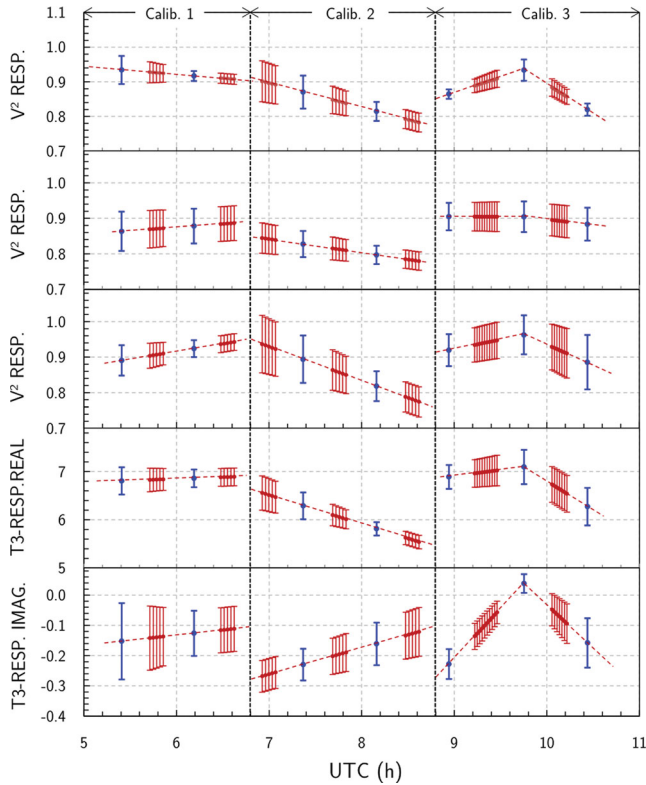 Calib. 1 Calib. 2 Calib. 3
1.1
1.0
0.9
0.8
0.7
V² RESP.
1.0
0.9
0.8
0.7
V² RESP.
1.0
0.9
0.8
0.7
V² RESP.
7
6
5
T3-RESP.REAL
0.0
-0.1
-0.2
-0.3
-0.4
T3-RESP. IMAG.
5 6 7 8 9 10 11
UTC (h)